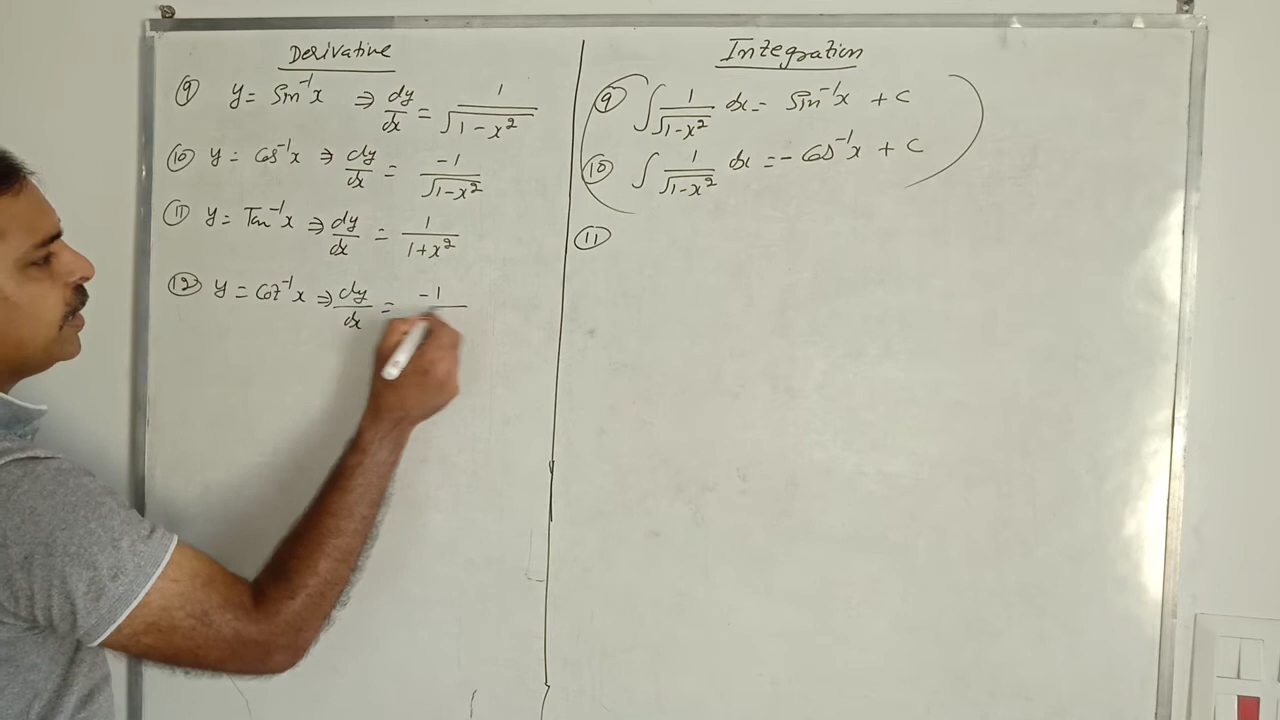 Derivative
⑨ y = Sin⁻¹x ⇒ dy/dx = 1/√(1-x²)
⑩ y = Cos⁻¹x ⇒ dy/dx = -1/√(1-x²)
⑪ y = Tan⁻¹x ⇒ dy/dx = 1/(1+x²)
⑫ y = Cot⁻¹x ⇒ dy/dx = -1/
Integration
⑨ ∫ 1/√(1-x²) dx = Sin⁻¹x + C
⑩ ∫ 1/√(1-x²) dx = - Cos⁻¹x + C
⑪